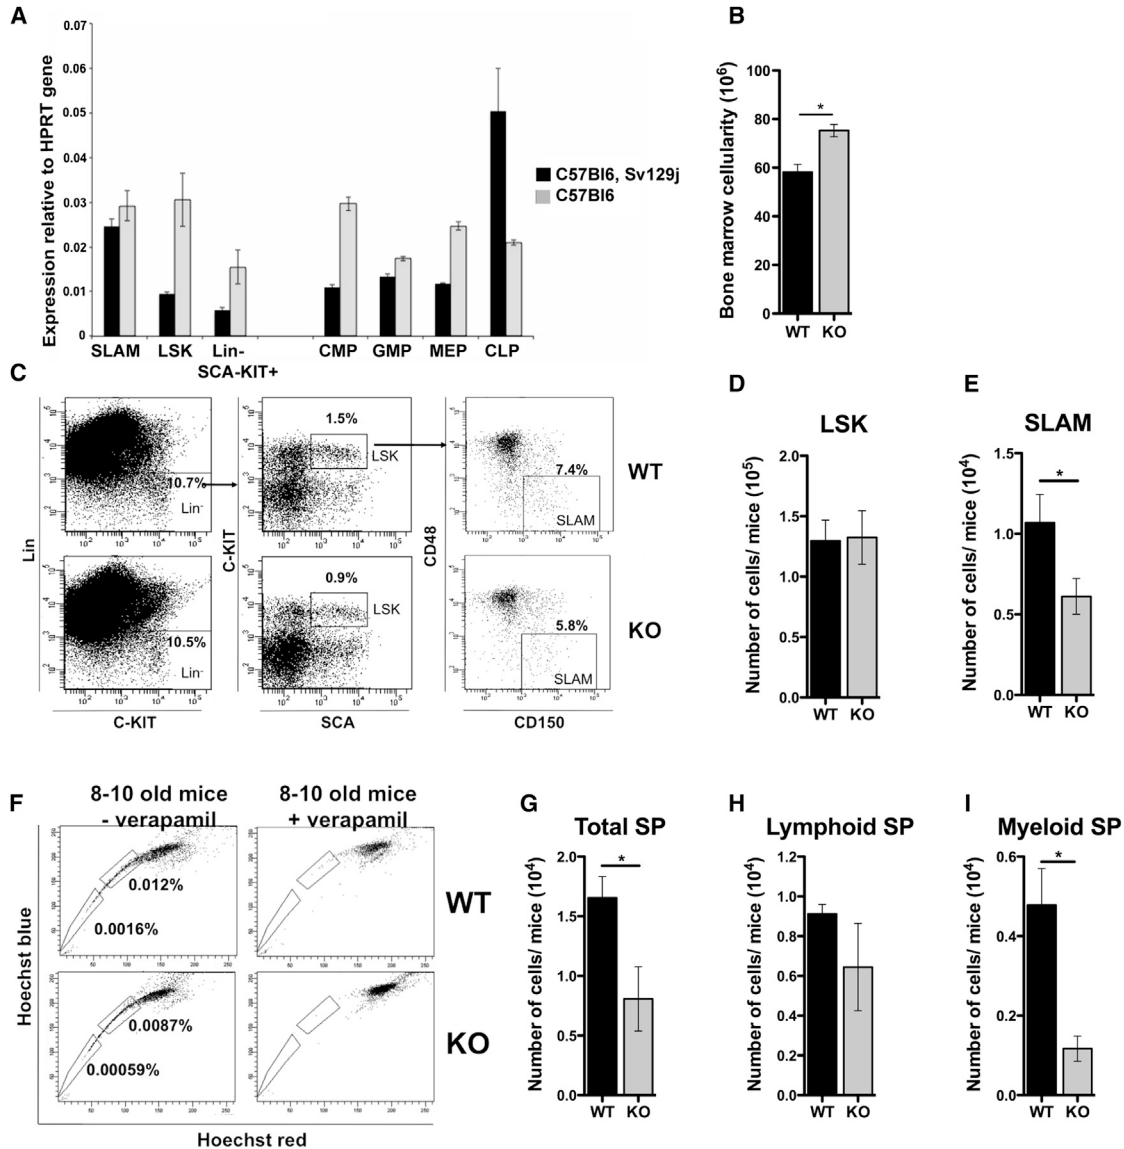 A
Expression relative to HPRT gene
0.07
0.06
0.05
0.04
0.03
0.02
0.01
0
SLAM LSK Lin- CMP GMP MEP CLP
SCA-KIT+
C57Bl6, Sv129j
C57Bl6
B
Bone marrow cellularity (10⁶)
100
80
60
40
20
0
*
WT KO
C
Lin
10.7%
Lin⁻
10.5%
Lin⁻
C-KIT
C-KIT
1.5%
LSK
0.9%
LSK
SCA
CD48
7.4%
SLAM
5.8%
SLAM
CD150
WT
KO
D
LSK
Number of cells/ mice (10⁵)
2.0
1.5
1.0
0.5
0.0
WT KO
E
SLAM
Number of cells/ mice (10⁴)
1.5
1.0
0.5
0.0
*
WT KO
F
8-10 old mice
- verapamil
8-10 old mice
+ verapamil
Hoechst blue
0.012%
0.0016%
WT
0.0087%
0.00059%
KO
Hoechst red
G
Total SP
Number of cells/ mice (10⁴)
2.0
1.5
1.0
0.5
0.0
*
WT KO
H
Lymphoid SP
Number of cells/ mice (10⁴)
1.2
1.0
0.8
0.6
0.4
0.2
0.0
WT KO
I
Myeloid SP
Number of cells/ mice (10⁴)
0.6
0.4
0.2
0.0
*
WT KO